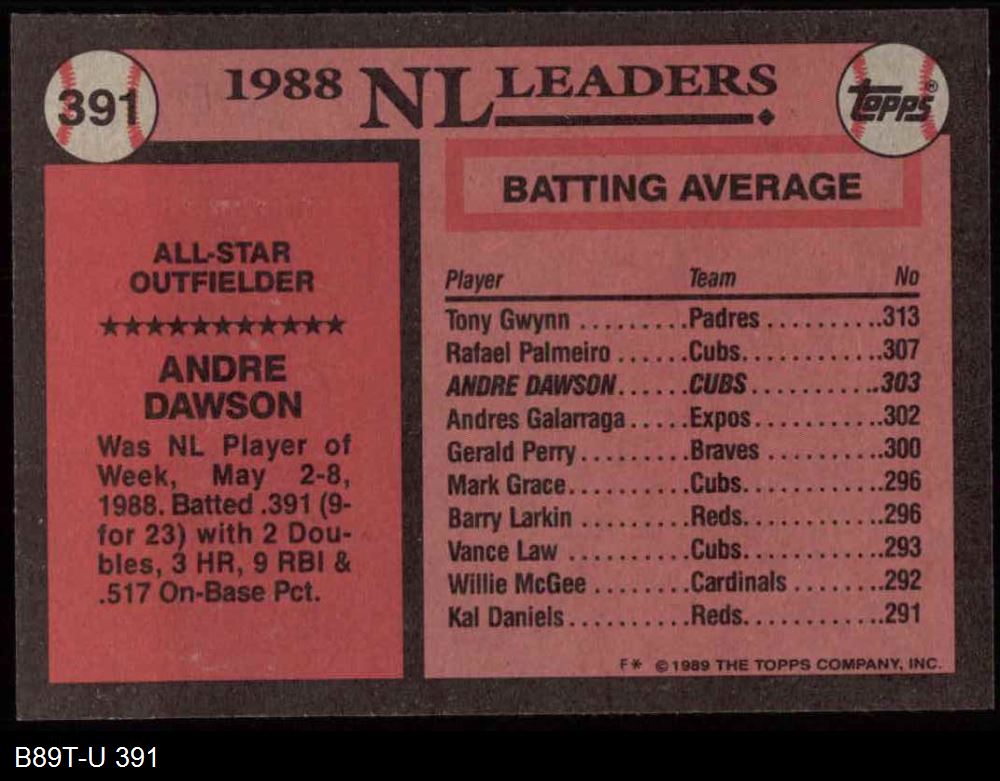 391
1988 NL LEADERS
Topps®
ALL-STAR
OUTFIELDER
★★★★★★★★★★★
ANDRE
DAWSON
Was NL Player of
Week, May 2-8,
1988. Batted .391 (9-
for 23) with 2 Dou-
bles, 3 HR, 9 RBI &
.517 On-Base Pct.
BATTING AVERAGE
Player Team No
Tony Gwynn ..........Padres ..........313
Rafael Palmeiro .......Cubs............307
ANDRE DAWSON......CUBS...........303
Andres Galarraga.....Expos...........302
Gerald Perry..........Braves ..........300
Mark Grace...........Cubs............296
Barry Larkin ..........Reds............296
Vance Law ...........Cubs............293
Willie McGee .........Cardinals ........292
Kal Daniels...........Reds............291
F* © 1989 THE TOPPS COMPANY, INC.
B89T-U 391